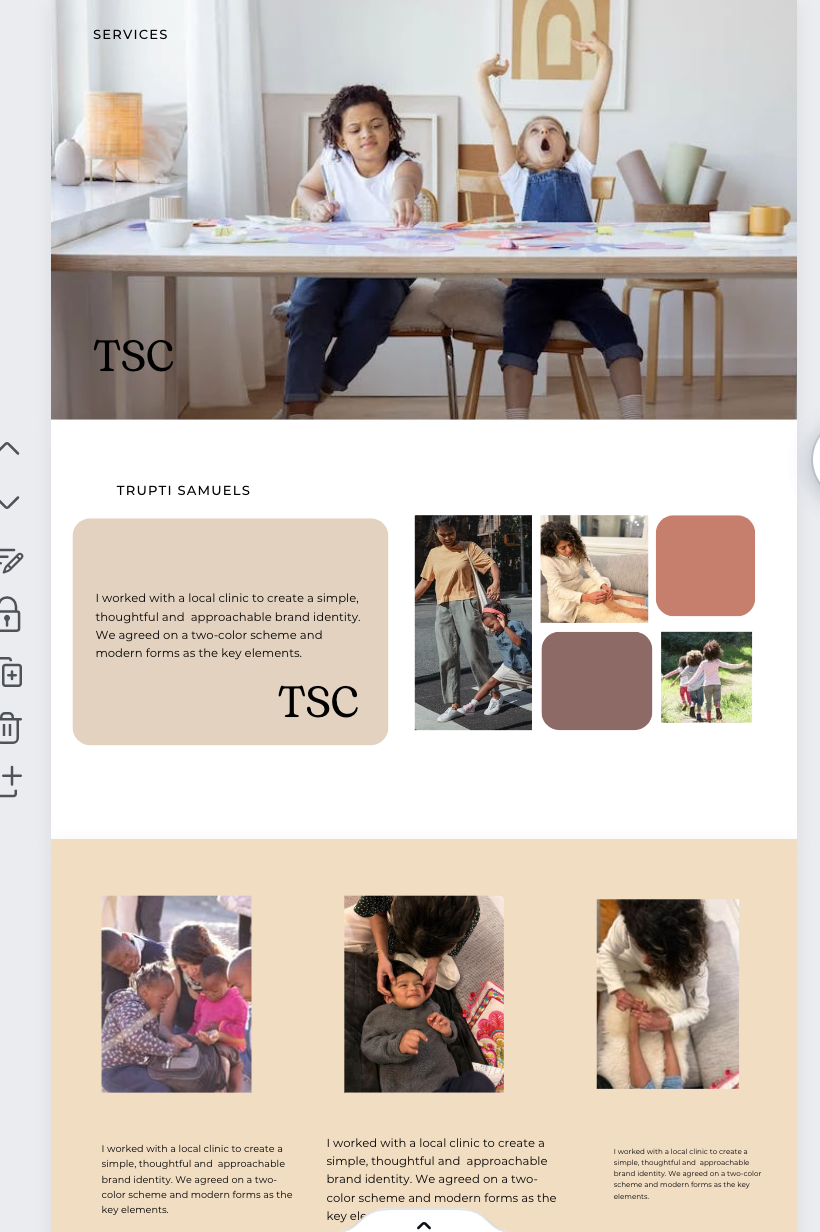 SERVICES
TSC
TRUPTI SAMUELS
I worked with a local clinic to create a simple,
thoughtful and  approachable brand identity.
We agreed on a two-color scheme and
modern forms as the key elements.
TSC
I worked with a local clinic to create a
simple, thoughtful and  approachable
brand identity. We agreed on a two-
color scheme and modern forms as the
key elements.
I worked with a local clinic to create a
simple, thoughtful and  approachable
brand identity. We agreed on a two-
color scheme and modern forms as the
key
I worked with a local clinic to create a
simple, thoughtful and  approachable
brand identity. We agreed on a two-color
scheme and modern forms as the key
elements.